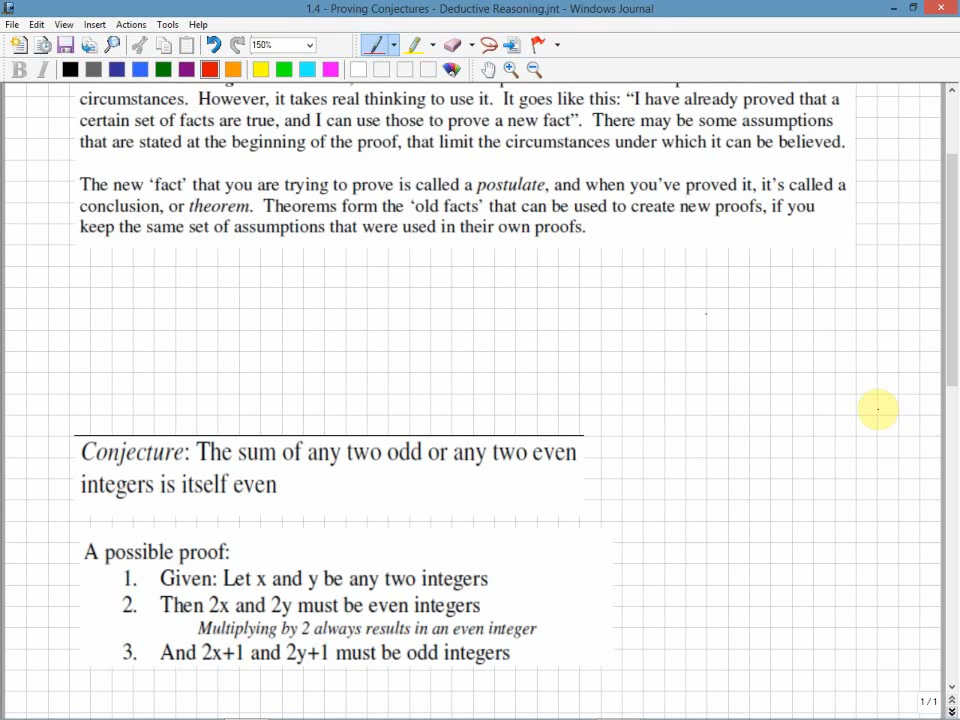 1.4 - Proving Conjectures - Deductive Reasoning.jnt - Windows Journal
File Edit View Insert Actions Tools Help
150%
B I
circumstances. However, it takes real thinking to use it. It goes like this: “I have already proved that a
certain set of facts are true, and I can use those to prove a new fact”. There may be some assumptions
that are stated at the beginning of the proof, that limit the circumstances under which it can be believed.
The new ‘fact’ that you are trying to prove is called a postulate, and when you’ve proved it, it’s called a
conclusion, or theorem. Theorems form the ‘old facts’ that can be used to create new proofs, if you
keep the same set of assumptions that were used in their own proofs.
Conjecture: The sum of any two odd or any two even
integers is itself even
A possible proof:
1. Given: Let x and y be any two integers
2. Then 2x and 2y must be even integers
Multiplying by 2 always results in an even integer
3. And 2x+1 and 2y+1 must be odd integers
1 / 1